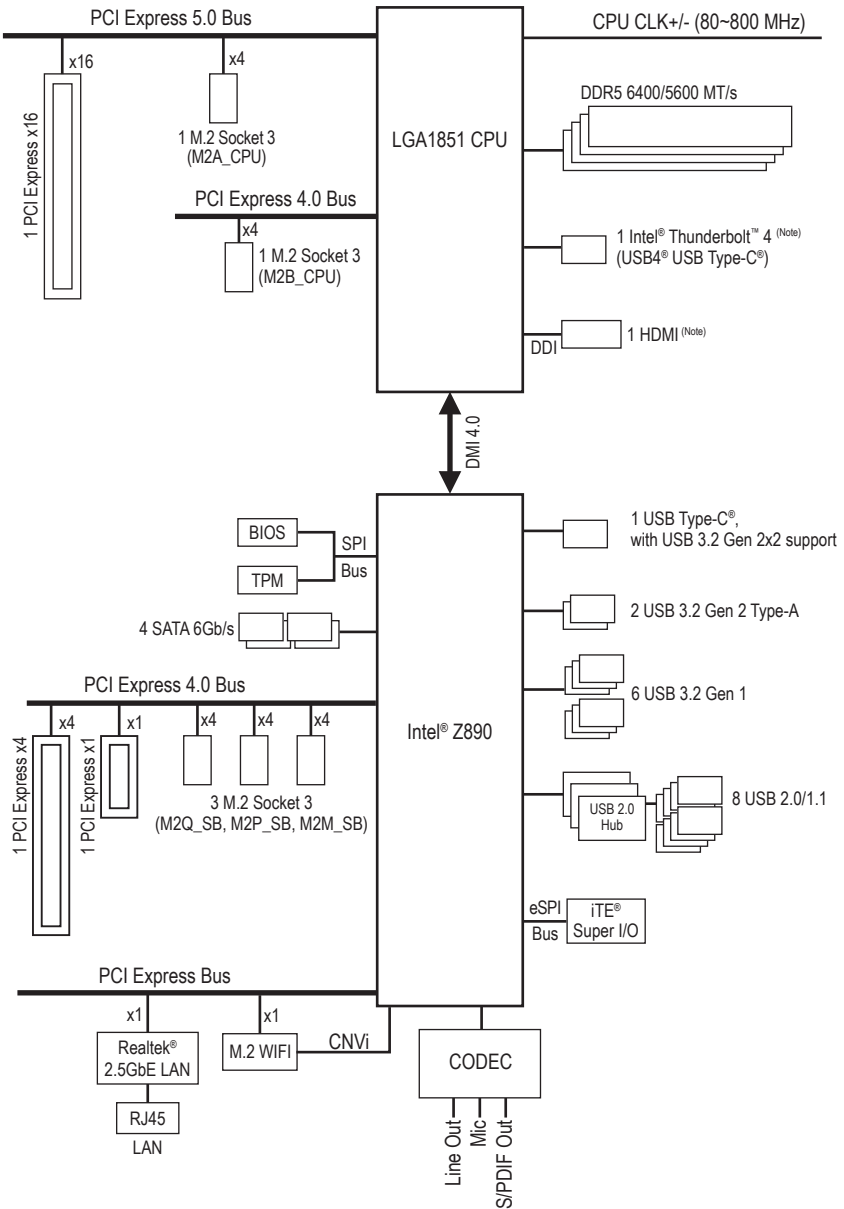 PCI Express 5.0 Bus
CPU CLK+/- (80~800 MHz)
x16
x4
1 PCI Express x16
1 M.2 Socket 3
(M2A_CPU)
LGA1851 CPU
DDR5 6400/5600 MT/s
PCI Express 4.0 Bus
x4
1 M.2 Socket 3
(M2B_CPU)
1 Intel® Thunderbolt™ 4 (Note)
(USB4® USB Type-C®)
DDI
1 HDMI (Note)
DMI 4.0
BIOS
TPM
SPI
Bus
1 USB Type-C®,
with USB 3.2 Gen 2x2 support
4 SATA 6Gb/s
2 USB 3.2 Gen 2 Type-A
PCI Express 4.0 Bus
6 USB 3.2 Gen 1
x4
x1
x4
x4
x4
1 PCI Express x4
1 PCI Express x1
Intel® Z890
3 M.2 Socket 3
(M2Q_SB, M2P_SB, M2M_SB)
USB 2.0
Hub
8 USB 2.0/1.1
eSPI
Bus
iTE®
Super I/O
PCI Express Bus
x1
x1
Realtek®
2.5GbE LAN
M.2 WIFI
CNVi
CODEC
RJ45
LAN
Line Out
Mic
S/PDIF Out